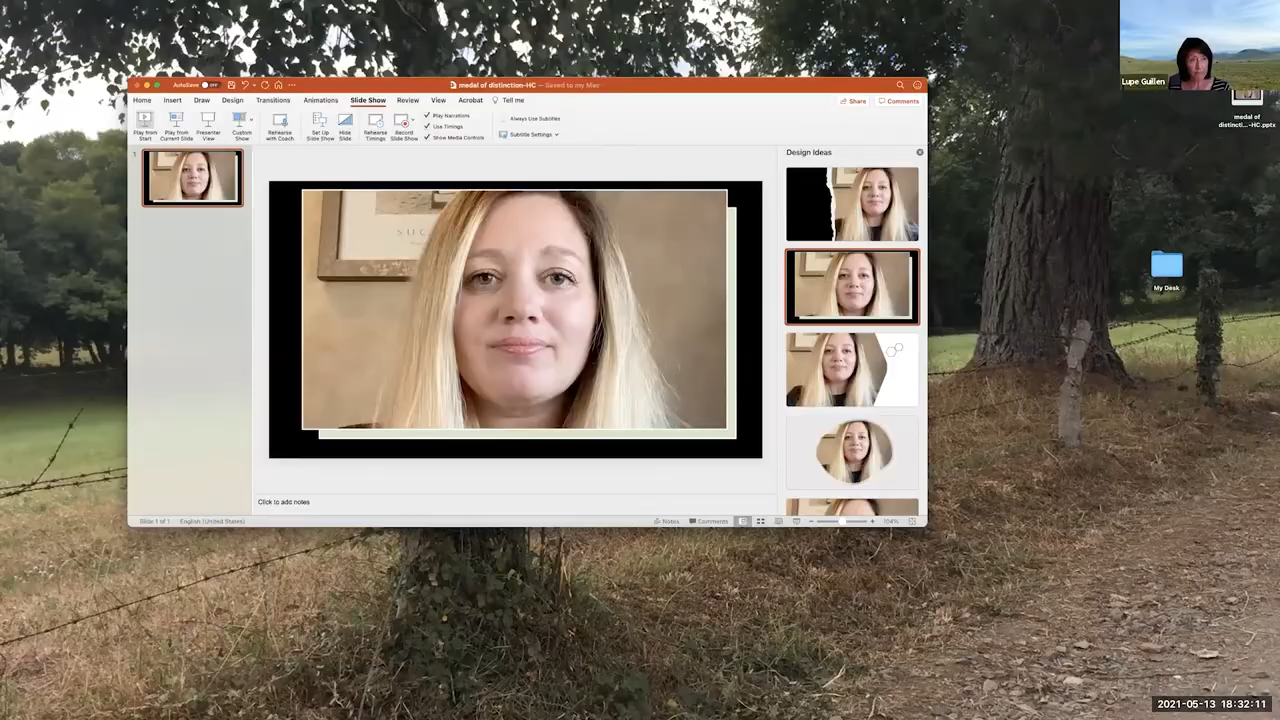 AutoSave OFF
medal of distinction-HC — Saved to my Mac
Home Insert Draw Design Transitions Animations Slide Show Review View Acrobat Tell me
Share Comments
Play from Start
Play from Current Slide
Presenter View
Custom Show
Rehearse with Coach
Set Up Slide Show
Hide Slide
Rehearse Timings
Record Slide Show
Play Narrations
Use Timings
Show Media Controls
Always Use Subtitles
Subtitle Settings
1
Design Ideas
Click to add notes
Slide 1 of 1 English (United States)
Notes Comments 104%
Lupe Guillen
medal of
distincti...-HC.pptx
My Desk
2021-05-13 18:32:11